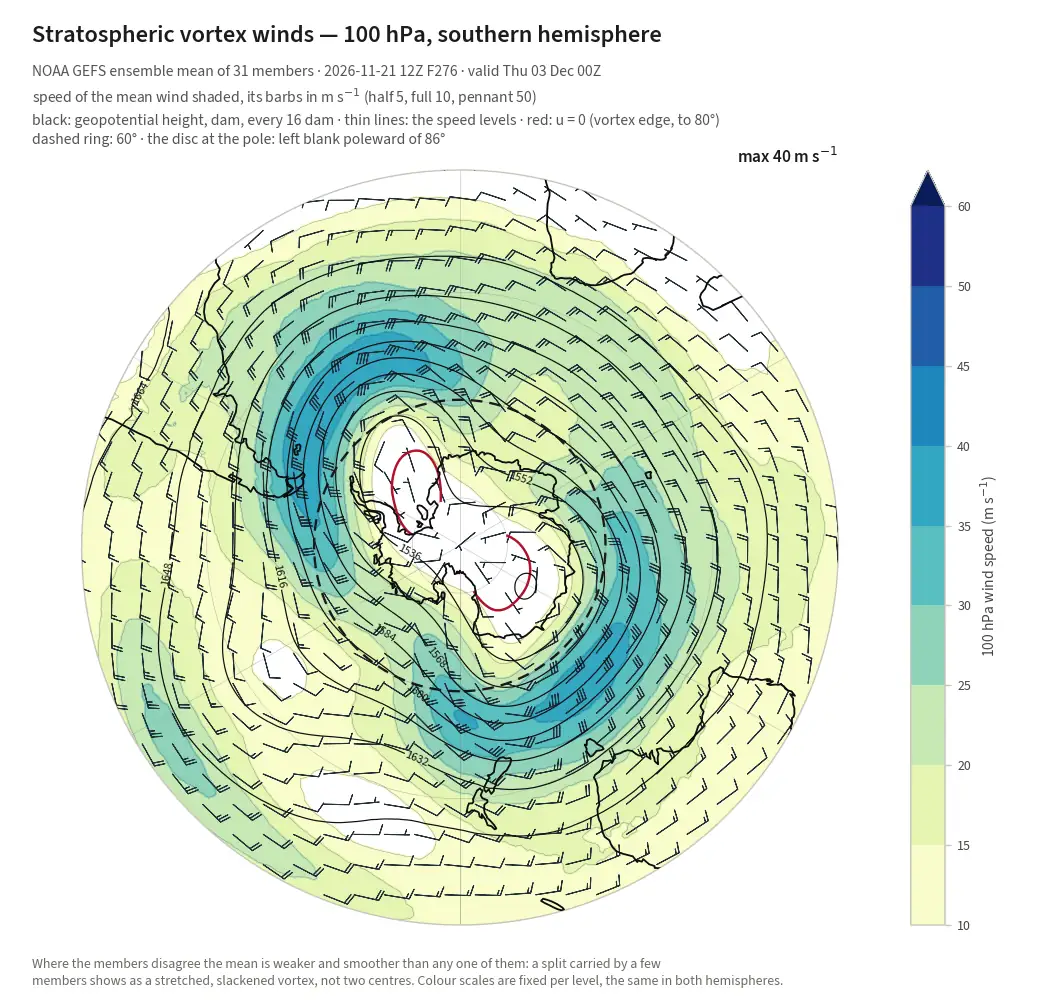 Stratospheric vortex winds — 100 hPa, southern hemisphere
NOAA GEFS ensemble mean of 31 members · 2026-11-21 12Z F276 · valid Thu 03 Dec 00Z
speed of the mean wind shaded, its barbs in m s⁻¹ (half 5, full 10, pennant 50)
black: geopotential height, dam, every 16 dam · thin lines: the speed levels · red: u = 0 (vortex edge, to 80°)
dashed ring: 60° · the disc at the pole: left blank poleward of 86°
max 40 m s⁻¹
60
50
45
40
35
30
25
20
15
10
100 hPa wind speed (m s⁻¹)
1664
1552
1536
1648
1616
1584
1568
1600
1632
Where the members disagree the mean is weaker and smoother than any one of them: a split carried by a few
members shows as a stretched, slackened vortex, not two centres. Colour scales are fixed per level, the same in both hemispheres.